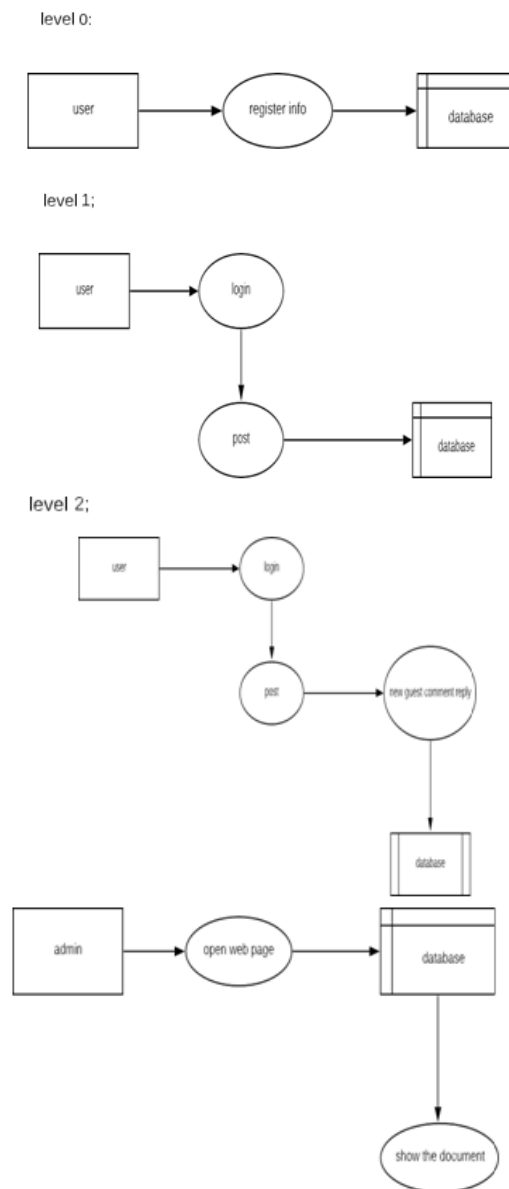 level 0:
user
register info
database
level 1;
user
login
post
database
level 2;
user
login
post
new guest comment reply
database
admin
open web page
database
show the document